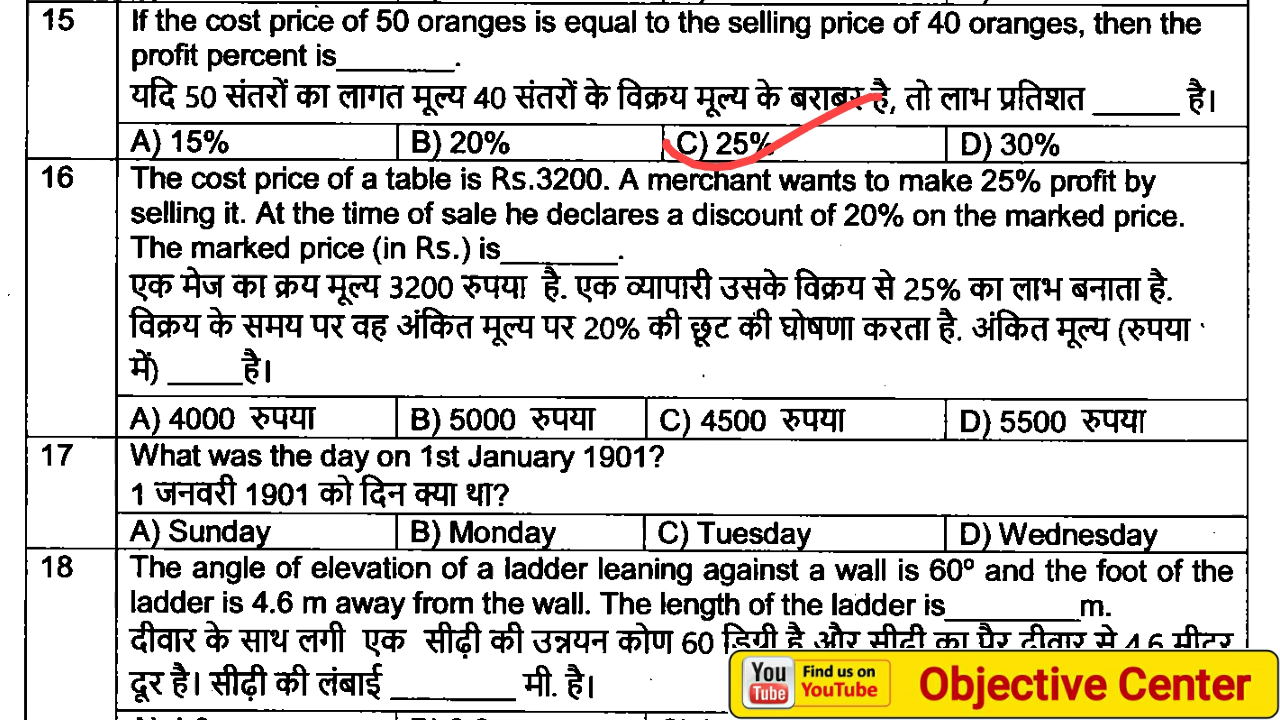 15 If the cost price of 50 oranges is equal to the selling price of 40 oranges, then the
profit percent is________.
यदि 50 संतरों का लागत मूल्य 40 संतरों के विक्रय मूल्य के बराबर है, तो लाभ प्रतिशत ______ है।
A) 15% B) 20% C) 25% D) 30%
16 The cost price of a table is Rs.3200. A merchant wants to make 25% profit by
selling it. At the time of sale he declares a discount of 20% on the marked price.
The marked price (in Rs.) is________.
एक मेज का क्रय मूल्य 3200 रुपया है. एक व्यापारी उसके विक्रय से 25% का लाभ बनाता है.
विक्रय के समय पर वह अंकित मूल्य पर 20% की छूट की घोषणा करता है. अंकित मूल्य (रुपया
में) _____है।
A) 4000 रुपया B) 5000 रुपया C) 4500 रुपया D) 5500 रुपया
17 What was the day on 1st January 1901?
1 जनवरी 1901 को दिन क्या था?
A) Sunday B) Monday C) Tuesday D) Wednesday
18 The angle of elevation of a ladder leaning against a wall is 60º and the foot of the
ladder is 4.6 m away from the wall. The length of the ladder is_________m.
दीवार के साथ लगी एक सीढ़ी की उन्नयन कोण 60 डिग्री है और सीढ़ी का पैर दीवार से 4.6 मीटर
दूर है। सीढ़ी की लंबाई ________ मी. है।
You Tube Find us on YouTube Objective Center